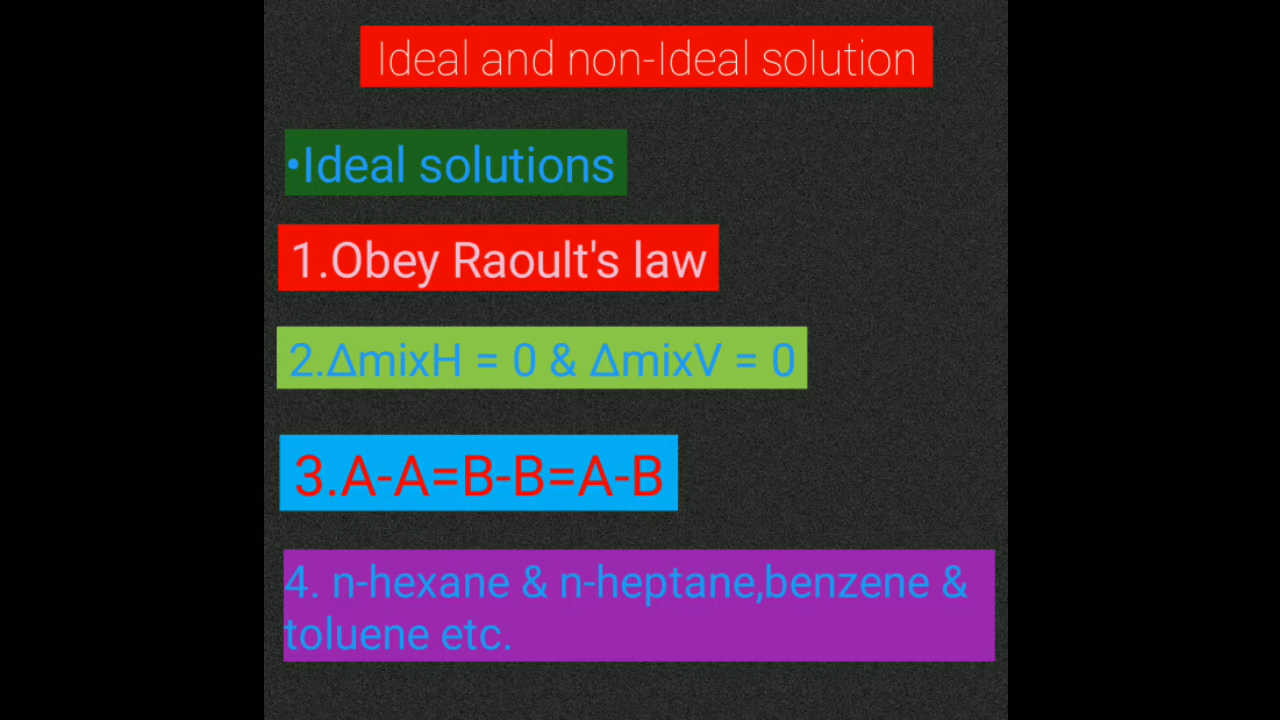 Ideal and non-Ideal solution
•Ideal solutions
1.Obey Raoult's law
2.ΔmixH = 0 & ΔmixV = 0
3.A-A=B-B=A-B
4. n-hexane & n-heptane,benzene &
toluene etc.